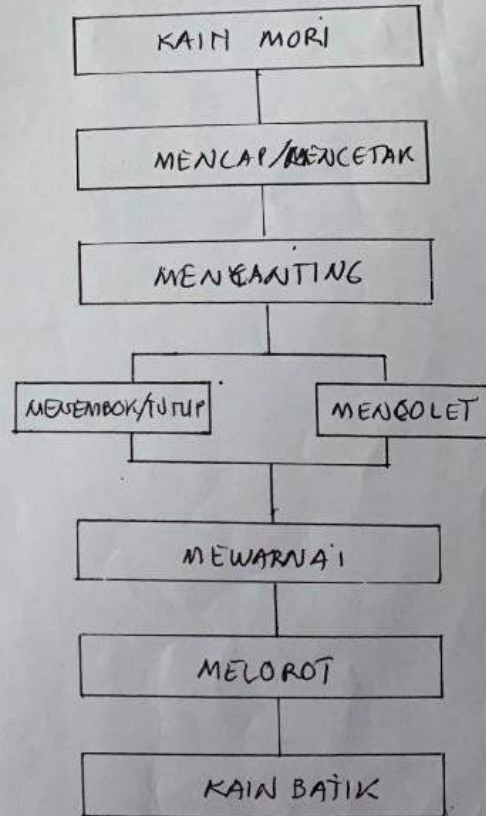 KAIN MORI
MENCAP/MENCETAK
MENCANTING
MENEMBOK/TUTUP
MENCOLET
MEWARNAI
MELOROT
KAIN BATIK